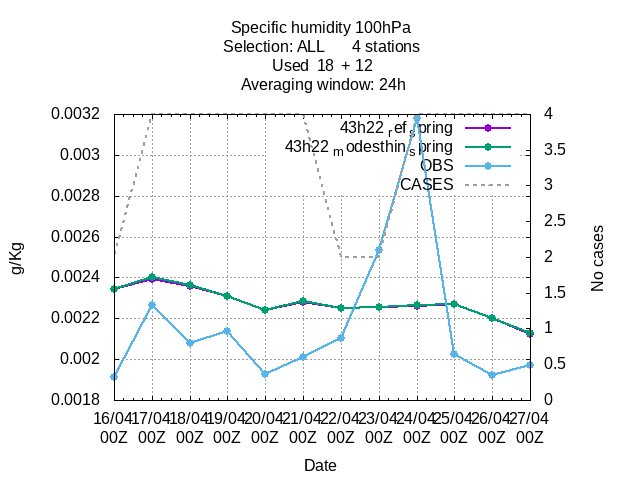 Specific humidity 100hPa
Selection: ALL 4 stations
Used 18 + 12
Averaging window: 24h
43h22 ref spring
43h22 modesthin spring
OBS
CASES
0.0032
0.003
0.0028
0.0026
0.0024
0.0022
0.002
0.0018
g/Kg
4
3.5
3
2.5
2
1.5
1
0.5
0
No cases
16/04 17/04 18/04 19/04 20/04 21/04 22/04 23/04 24/04 25/04 26/04 27/04
00Z 00Z 00Z 00Z 00Z 00Z 00Z 00Z 00Z 00Z 00Z 00Z
Date